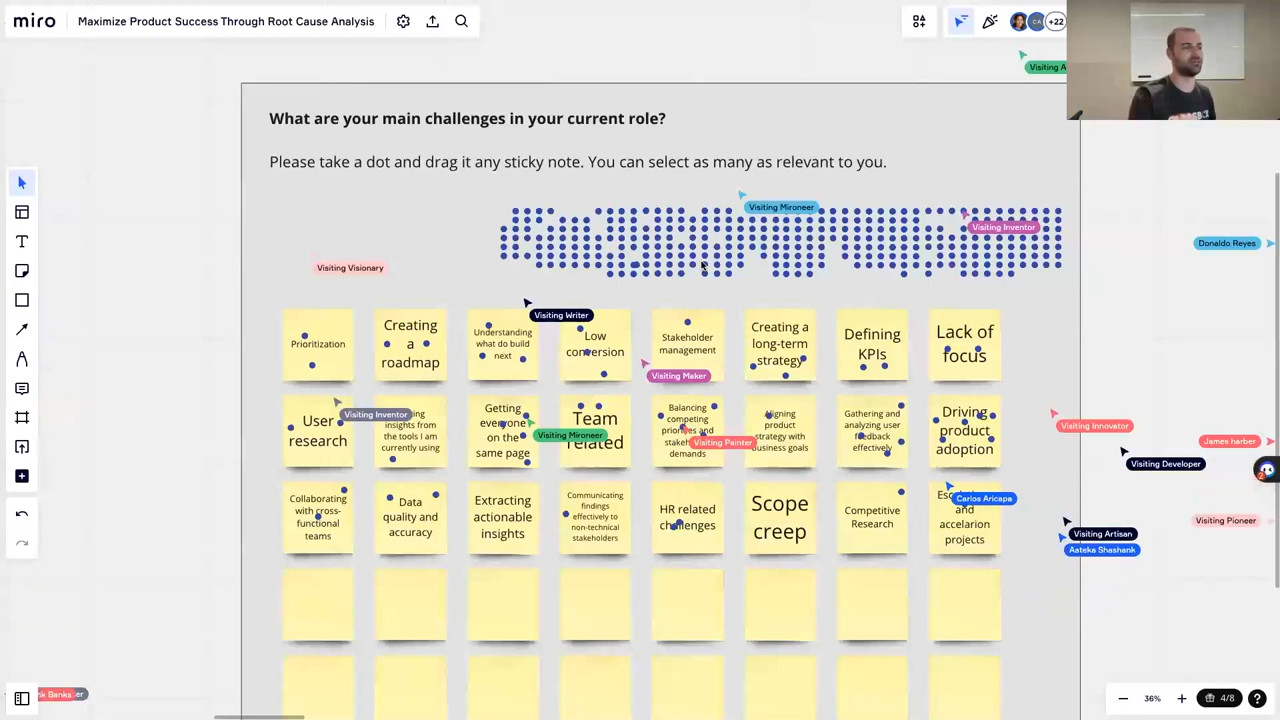 miro
Maximize Product Success Through Root Cause Analysis
CA
+22
Visiting A
What are your main challenges in your current role?
Please take a dot and drag it any sticky note. You can select as many as relevant to you.
Visiting Mironeer
Visiting Inventor
Donaldo Reyes
Visiting Visionary
Visiting Writer
Prioritization
Creating
a
roadmap
Understanding
what do build
next
Low
conversion
Stakeholder
management
Creating a
long-term
strategy
Defining
KPIs
Lack of
focus
Visiting Maker
Visiting Inventor
User
research
insights from
the tools I am
currently using
Getting
everyone
on the
same page
Visiting Mironeer
Team
related
Balancing
competing
priorities and
demands
Visiting Painter
Aligning
product
strategy with
business goals
Gathering and
analyzing user
feedback
effectively
Driving
product
adoption
Visiting Innovator
James harber
Visiting Developer
Collaborating
with cross-
functional
teams
Data
quality and
accuracy
Extracting
actionable
insights
Communicating
findings
effectively to
non-technical
stakeholders
HR related
challenges
Scope
creep
Competitive
Research
Carlos Aricapa
and
accelarion
projects
Visiting Pioneer
Visiting Artisan
Aateka Shashank
nk Banks
er
36%
4/8
?